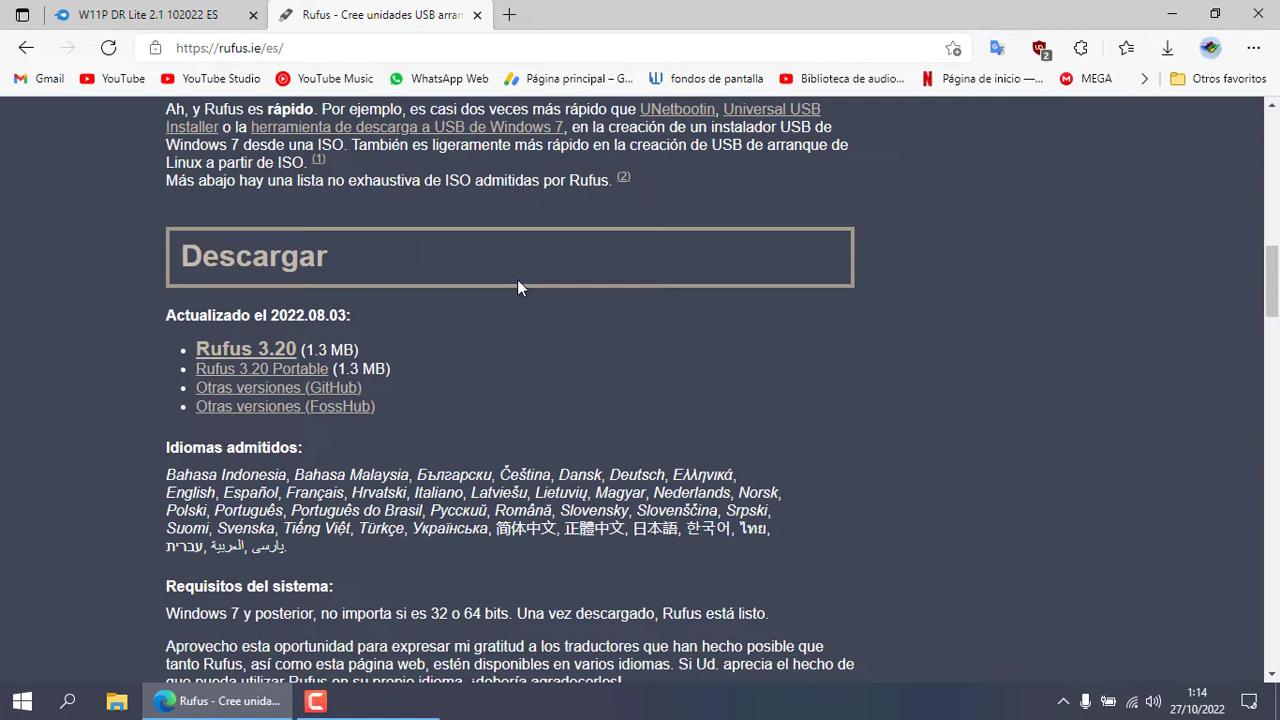 W11P DR Lite 2.1 102022 ES
Rufus - Cree unidades USB arran
https://rufus.ie/es/
2
Gmail
YouTube
YouTube Studio
YouTube Music
WhatsApp Web
Página principal – G...
fondos de pantalla
Biblioteca de audio...
Página de inicio —...
MEGA
Otros favoritos
Ah, y Rufus es rápido. Por ejemplo, es casi dos veces más rápido que UNetbootin, Universal USB
Installer o la herramienta de descarga a USB de Windows 7, en la creación de un instalador USB de
Windows 7 desde una ISO. También es ligeramente más rápido en la creación de USB de arranque de
Linux a partir de ISO. (1)
Más abajo hay una lista no exhaustiva de ISO admitidas por Rufus. (2)
Descargar
Actualizado el 2022.08.03:
• Rufus 3.20 (1.3 MB)
• Rufus 3.20 Portable (1.3 MB)
• Otras versiones (GitHub)
• Otras versiones (FossHub)
Idiomas admitidos:
Bahasa Indonesia, Bahasa Malaysia, Български, Čeština, Dansk, Deutsch, Ελληνικά,
English, Español, Français, Hrvatski, Italiano, Latviešu, Lietuvių, Magyar, Nederlands, Norsk,
Polski, Português, Português do Brasil, Русский, Română, Slovensky, Slovenščina, Srpski,
Suomi, Svenska, Tiếng Việt, Türkçe, Українська, 简体中文, 正體中文, 日本語, 한국어, ไทย,
עברית, العربية, پارسی.
Requisitos del sistema:
Windows 7 y posterior, no importa si es 32 o 64 bits. Una vez descargado, Rufus está listo.
Aprovecho esta oportunidad para expresar mi gratitud a los traductores que han hecho posible que
tanto Rufus, así como esta página web, estén disponibles en varios idiomas. Si Ud. aprecia el hecho de
que pueda utilizar Rufus en su propio idioma, ¡debería agradecerles!
Rufus - Cree unida...
1:14
27/10/2022